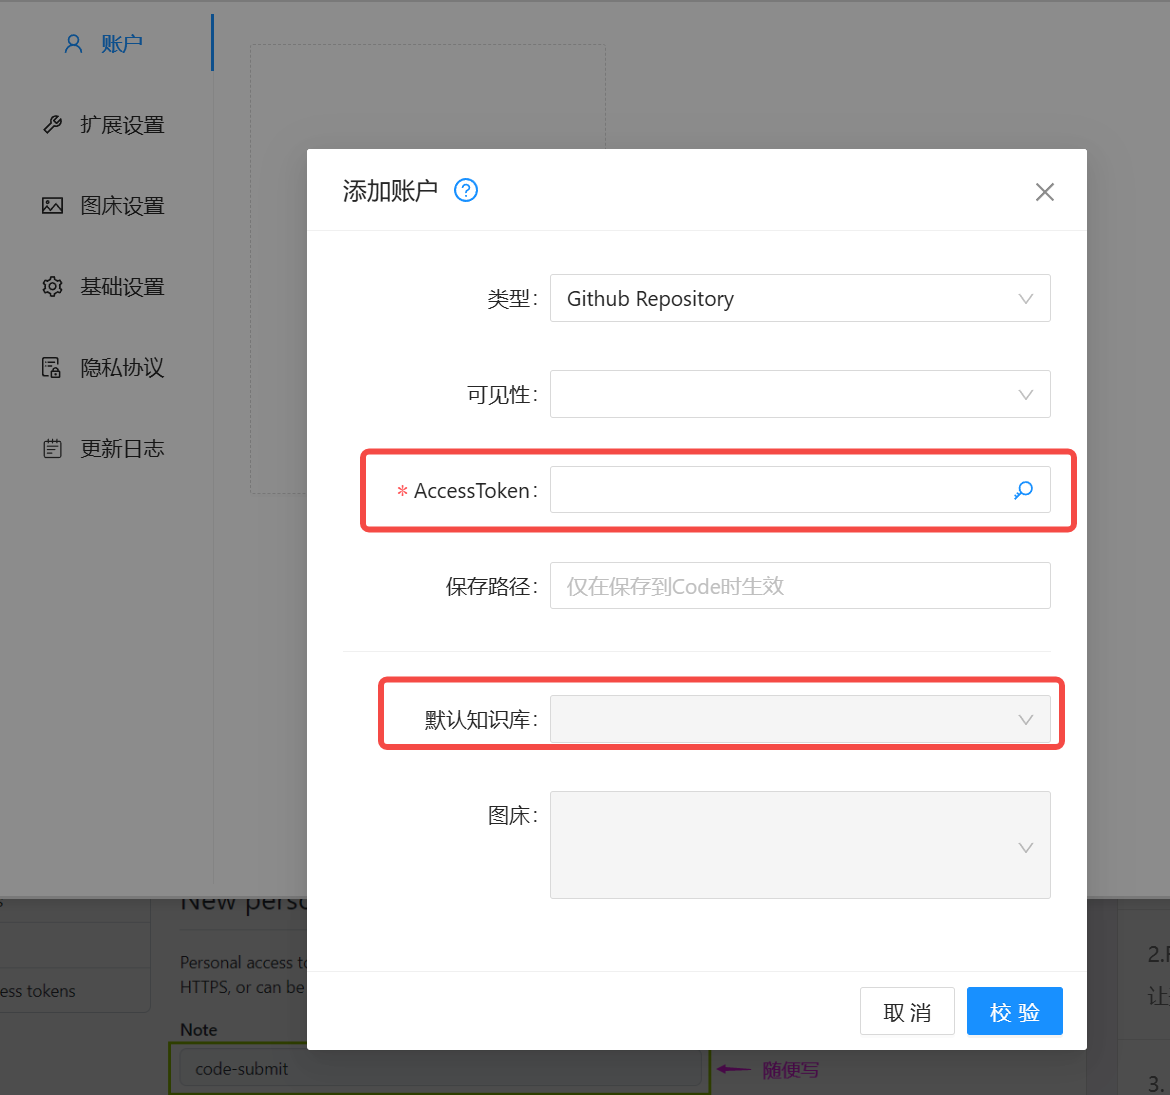 账户
扩展设置
图床设置
基础设置
隐私协议
更新日志
添加账户
类型:
Github Repository
可见性:
* AccessToken:
保存路径:
仅在保存到Code时生效
默认知识库:
图床:
取 消
校 验
New perso
Personal access to
HTTPS, or can be
ess tokens
Note
code-submit
随便写
2.
让
3.